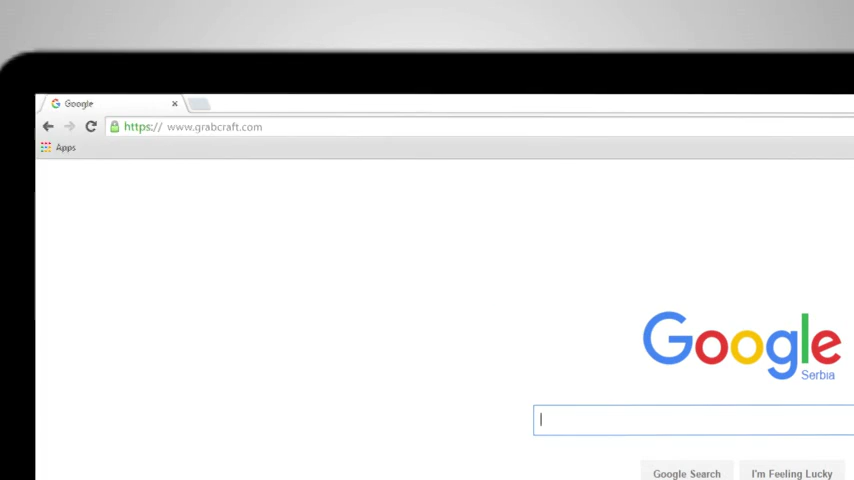 Google
https:// www.grabcraft.com
Apps
Google
Serbia
Google Search
I'm Feeling Lucky